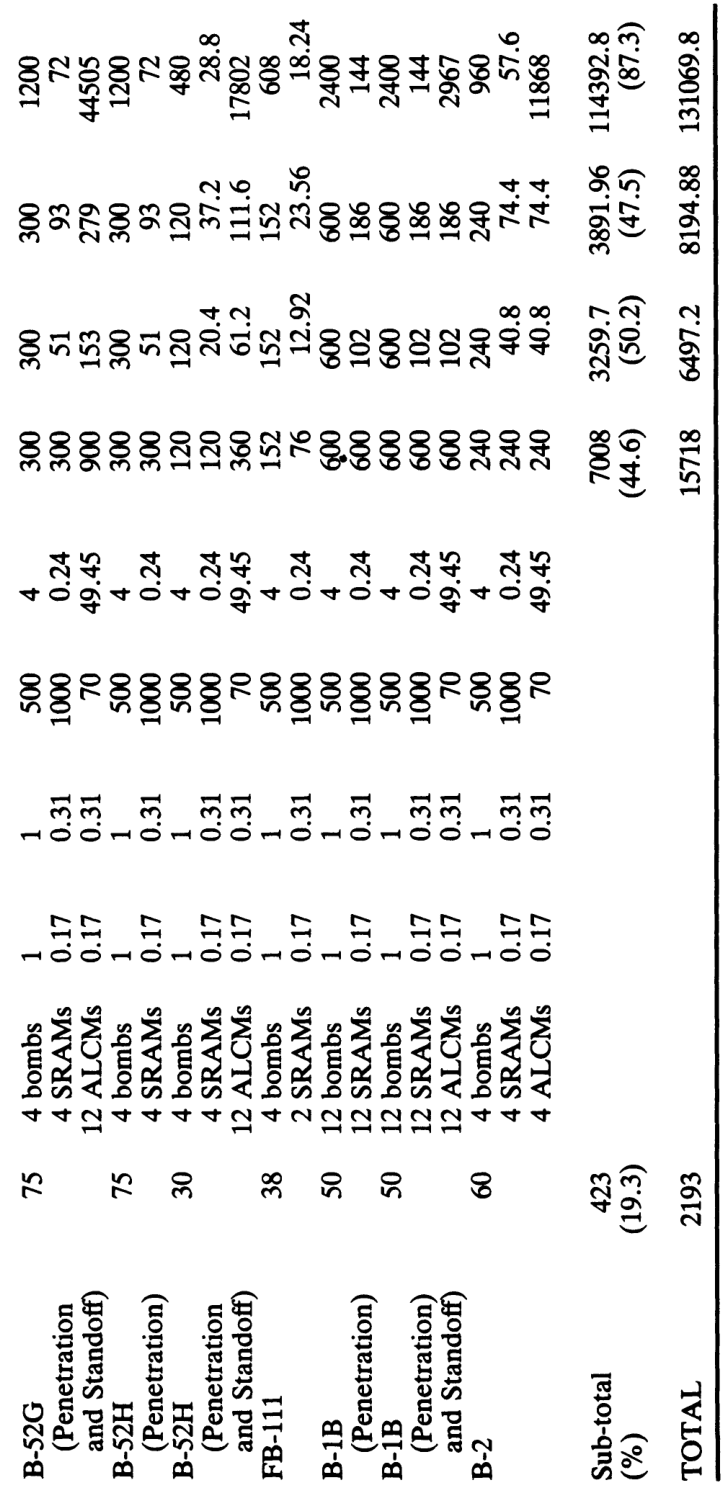 B-52G 75 4 bombs 1 1 500 4 300 300 300 1200
(Penetration 4 SRAMs 0.17 0.31 1000 0.24 300 51 93 72
and Standoff) 12 ALCMs 0.17 0.31 70 49.45 900 153 279 44505
B-52H 75 4 bombs 1 1 500 4 300 300 300 1200
(Penetration) 4 SRAMs 0.17 0.31 1000 0.24 300 51 93 72
B-52H 30 4 bombs 1 1 500 4 120 120 120 480
(Penetration 4 SRAMs 0.17 0.31 1000 0.24 120 20.4 37.2 28.8
and Standoff) 12 ALCMs 0.17 0.31 70 49.45 360 61.2 111.6 17802
FB-111 38 4 bombs 1 1 500 4 152 152 152 608
2 SRAMs 0.17 0.31 1000 0.24 76 12.92 23.56 18.24
B-1B 50 12 bombs 1 1 500 4 600 600 600 2400
(Penetration) 12 SRAMs 0.17 0.31 1000 0.24 600 102 186 144
B-1B 50 12 bombs 1 1 500 4 600 600 600 2400
(Penetration 12 SRAMs 0.17 0.31 1000 0.24 600 102 186 144
and Standoff) 12 ALCMs 0.17 0.31 70 49.45 600 102 186 2967
B-2 60 4 bombs 1 1 500 4 240 240 240 960
4 SRAMs 0.17 0.31 1000 0.24 240 40.8 74.4 57.6
4 ALCMs 0.17 0.31 70 49.45 240 40.8 74.4 11868
Sub-total 423 7008 3259.7 3891.96 114392.8
(%) (19.3) (44.6) (50.2) (47.5) (87.3)
TOTAL 2193 15718 6497.2 8194.88 131069.8